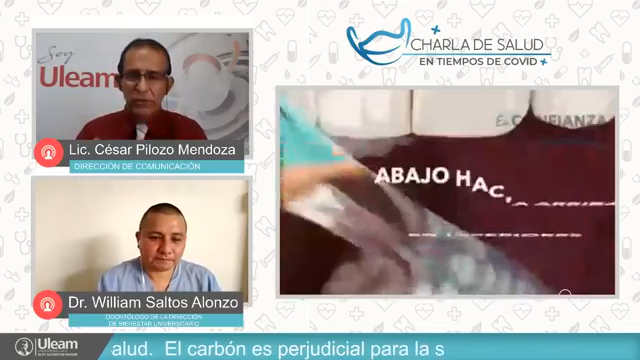 Soy
Uleam
Lic. César Pilozo Mendoza
DIRECCIÓN DE COMUNICACIÓN
CHARLA DE SALUD
EN TIEMPOS DE COVID
CONFIANZA
ABAJO HAC
Dr. William Saltos Alonzo
ODONTÓLOGO DE LA DIRECCIÓN
DE BIENESTAR UNIVERSITARIO
Uleam
alud. El carbón es perjudicial para la s